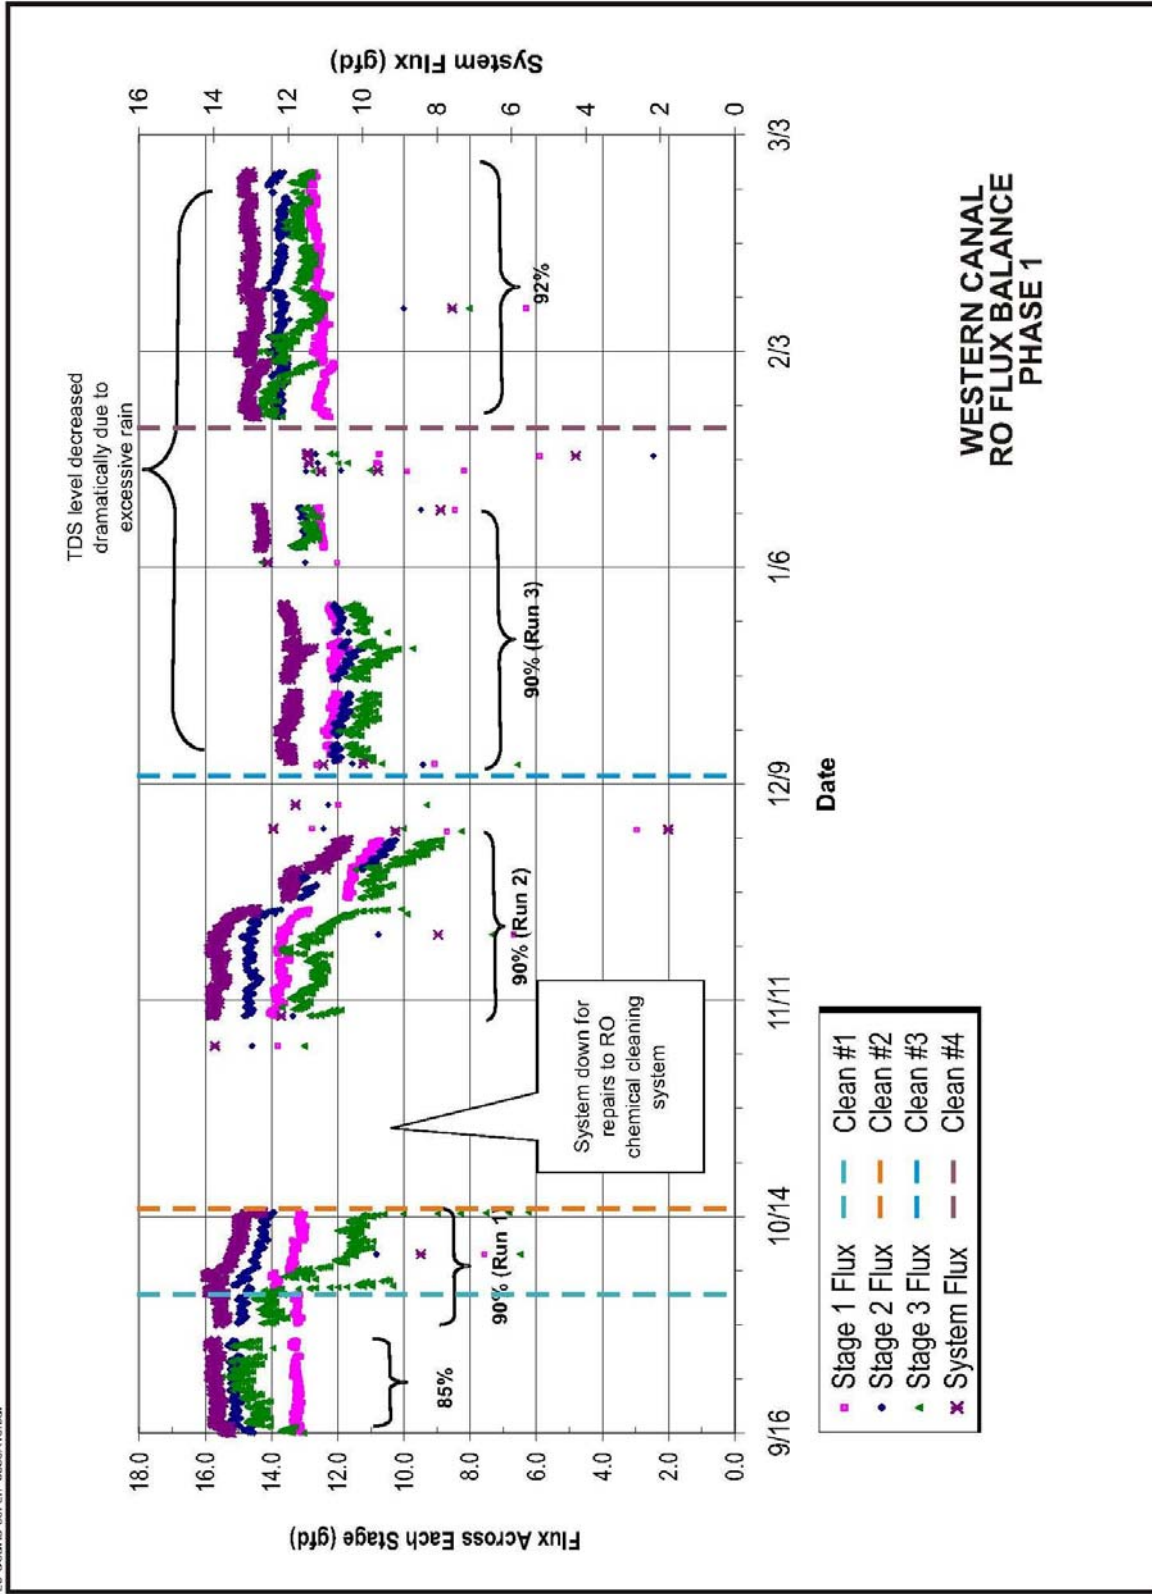 TDS level decreased
dramatically due to
excessive rain
18.0
16.0
14.0
12.0
10.0
8.0
6.0
4.0
2.0
0.0
Flux Across Each Stage (gfd)
16
14
12
10
8
6
4
2
0
System Flux (gfd)
85%
90% (Run 1)
90% (Run 2)
90% (Run 3)
92%
System down for
repairs to RO
chemical cleaning
system
9/16
10/14
11/11
12/9
1/6
2/3
3/3
Date
Stage 1 Flux
Clean #1
Stage 2 Flux
Clean #2
Stage 3 Flux
Clean #3
System Flux
Clean #4
WESTERN CANAL
RO FLUX BALANCE
PHASE 1